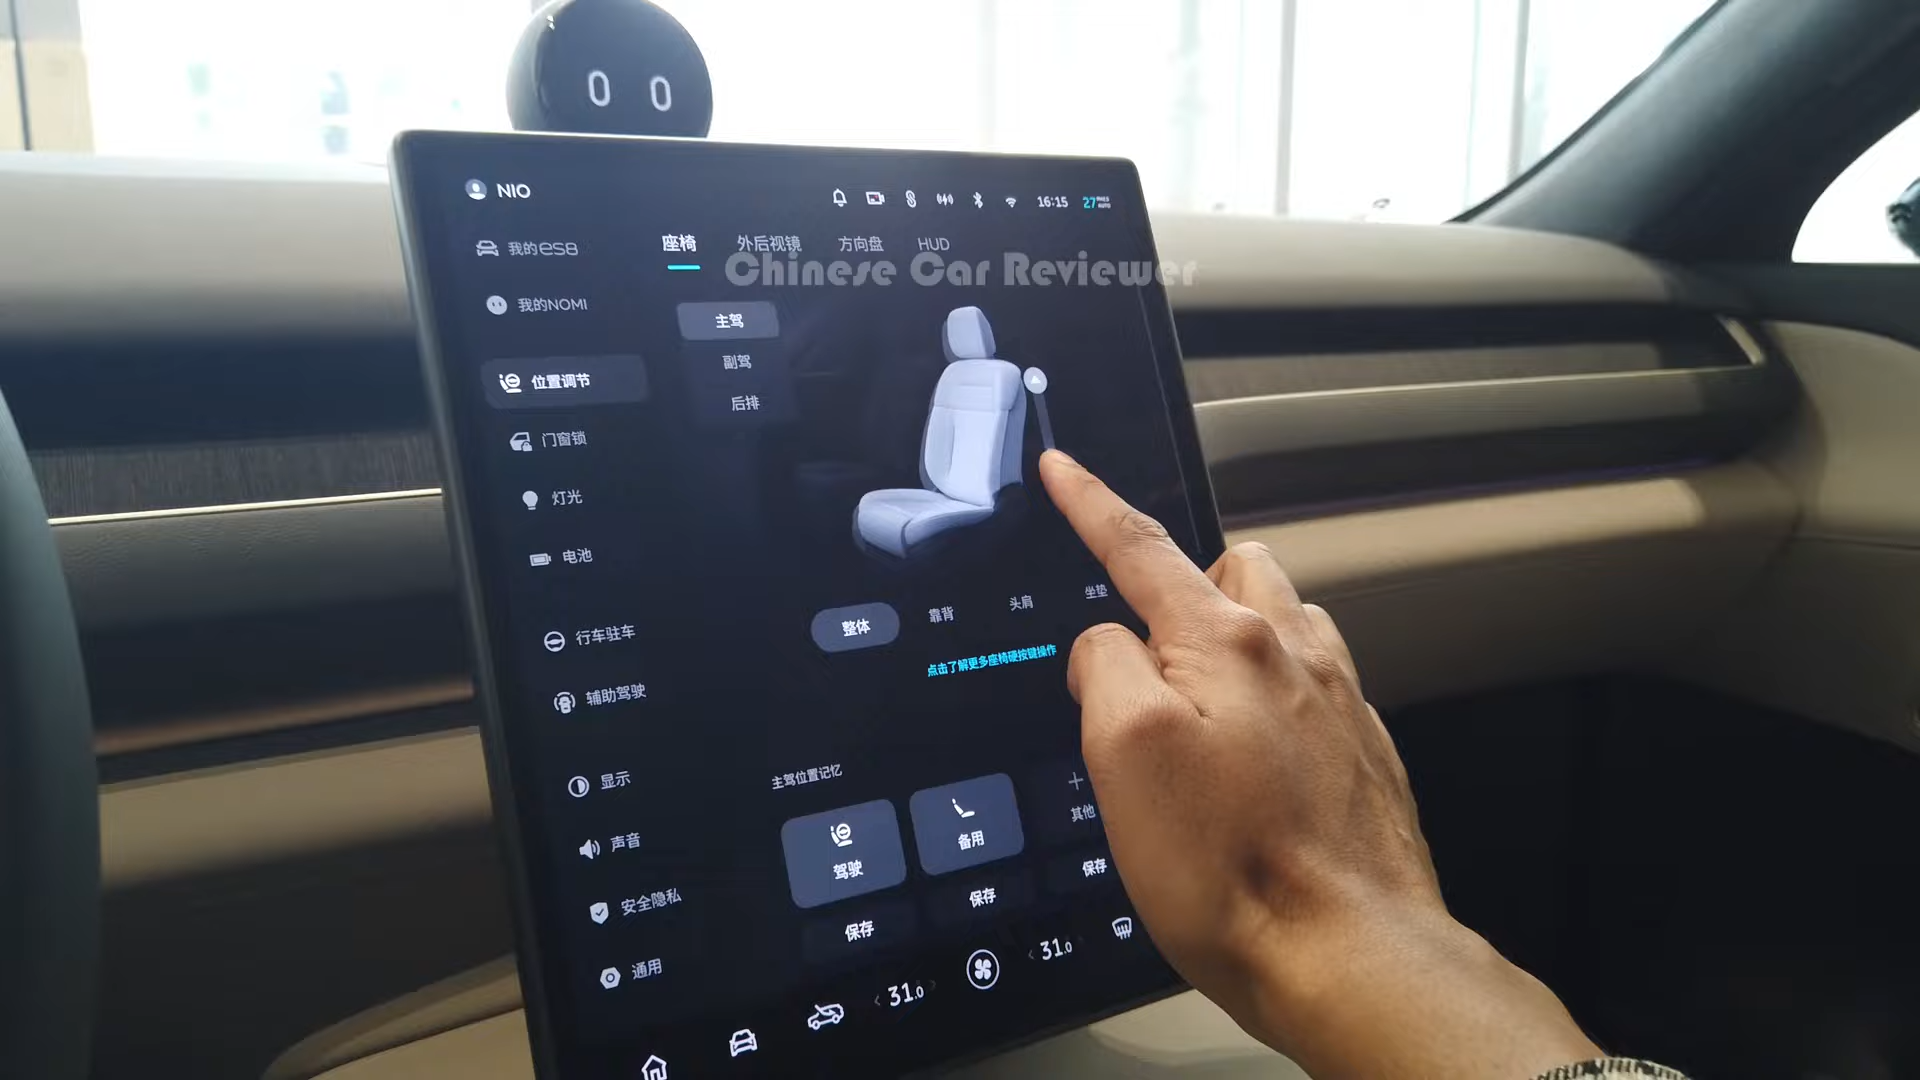 0 0
NIO
16:15 27
我的ES8
座椅 外后视镜 方向盘 HUD
Chinese Car Reviewer
我的NOMI
主驾
副驾
位置调节
后排
门窗锁
灯光
电池
整体 靠背 头肩 坐垫
行车驻车
点击了解更多座椅硬按键操作
辅助驾驶
主驾位置记忆
显示
驾驶 备用 其他
声音
保存 保存 保存
安全隐私
通用
31.0 31.0